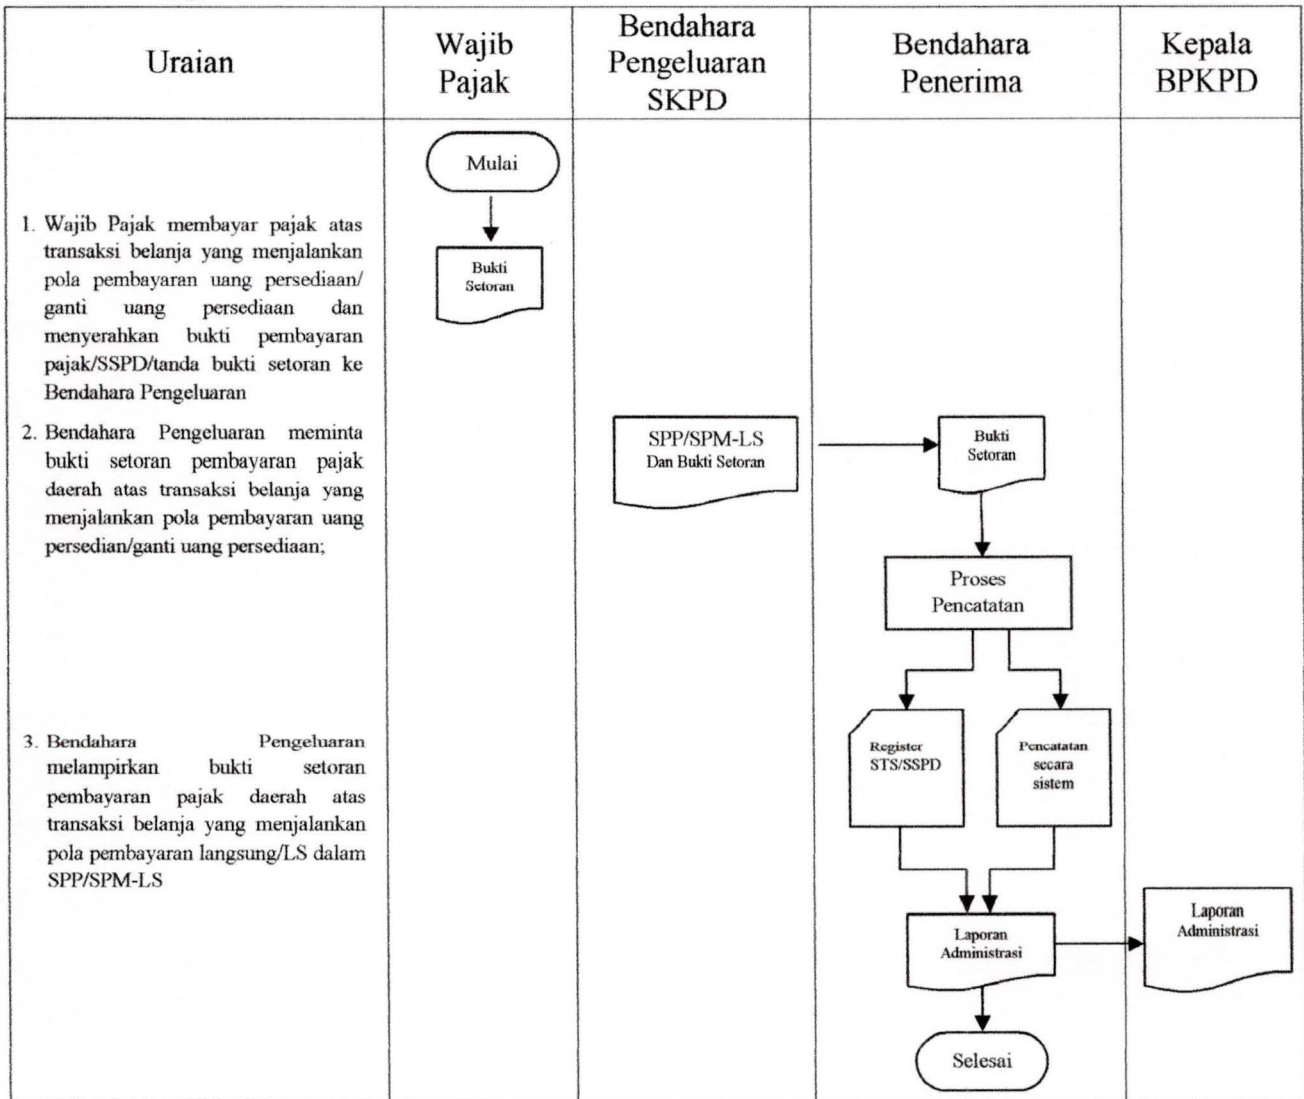 Uraian
Wajib
Pajak
Bendahara
Pengeluaran
SKPD
Bendahara
Penerima
Kepala
BPKPD
Mulai
1. Wajib Pajak membayar pajak atas
transaksi belanja yang menjalankan
pola pembayaran uang persediaan/
ganti uang persediaan dan
menyerahkan bukti pembayaran
pajak/SSPD/tanda bukti setoran ke
Bendahara Pengeluaran
Bukti
Setoran
2. Bendahara Pengeluaran meminta
bukti setoran pembayaran pajak
daerah atas transaksi belanja yang
menjalankan pola pembayaran uang
persedian/ganti uang persediaan;
SPP/SPM-LS
Dan Bukti Setoran
Bukti
Setoran
Proses
Pencatatan
3. Bendahara Pengeluaran
melampirkan bukti setoran
pembayaran pajak daerah atas
transaksi belanja yang menjalankan
pola pembayaran langsung/LS dalam
SPP/SPM-LS
Register
STS/SSPD
Pencatatan
secara
sistem
Laporan
Administrasi
Laporan
Administrasi
Selesai